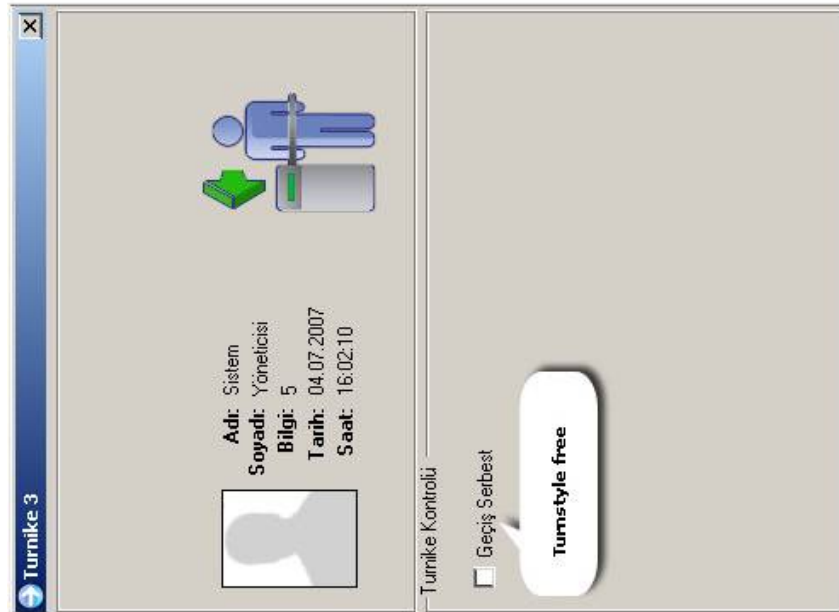 Turnike 3
Adı: Sistem
Soyadı: Yöneticisi
Bilgi: 5
Tarih: 04.07.2007
Saat: 16:02:10
Turnike Kontrolü
Geçiş Serbest
Turnstyle free